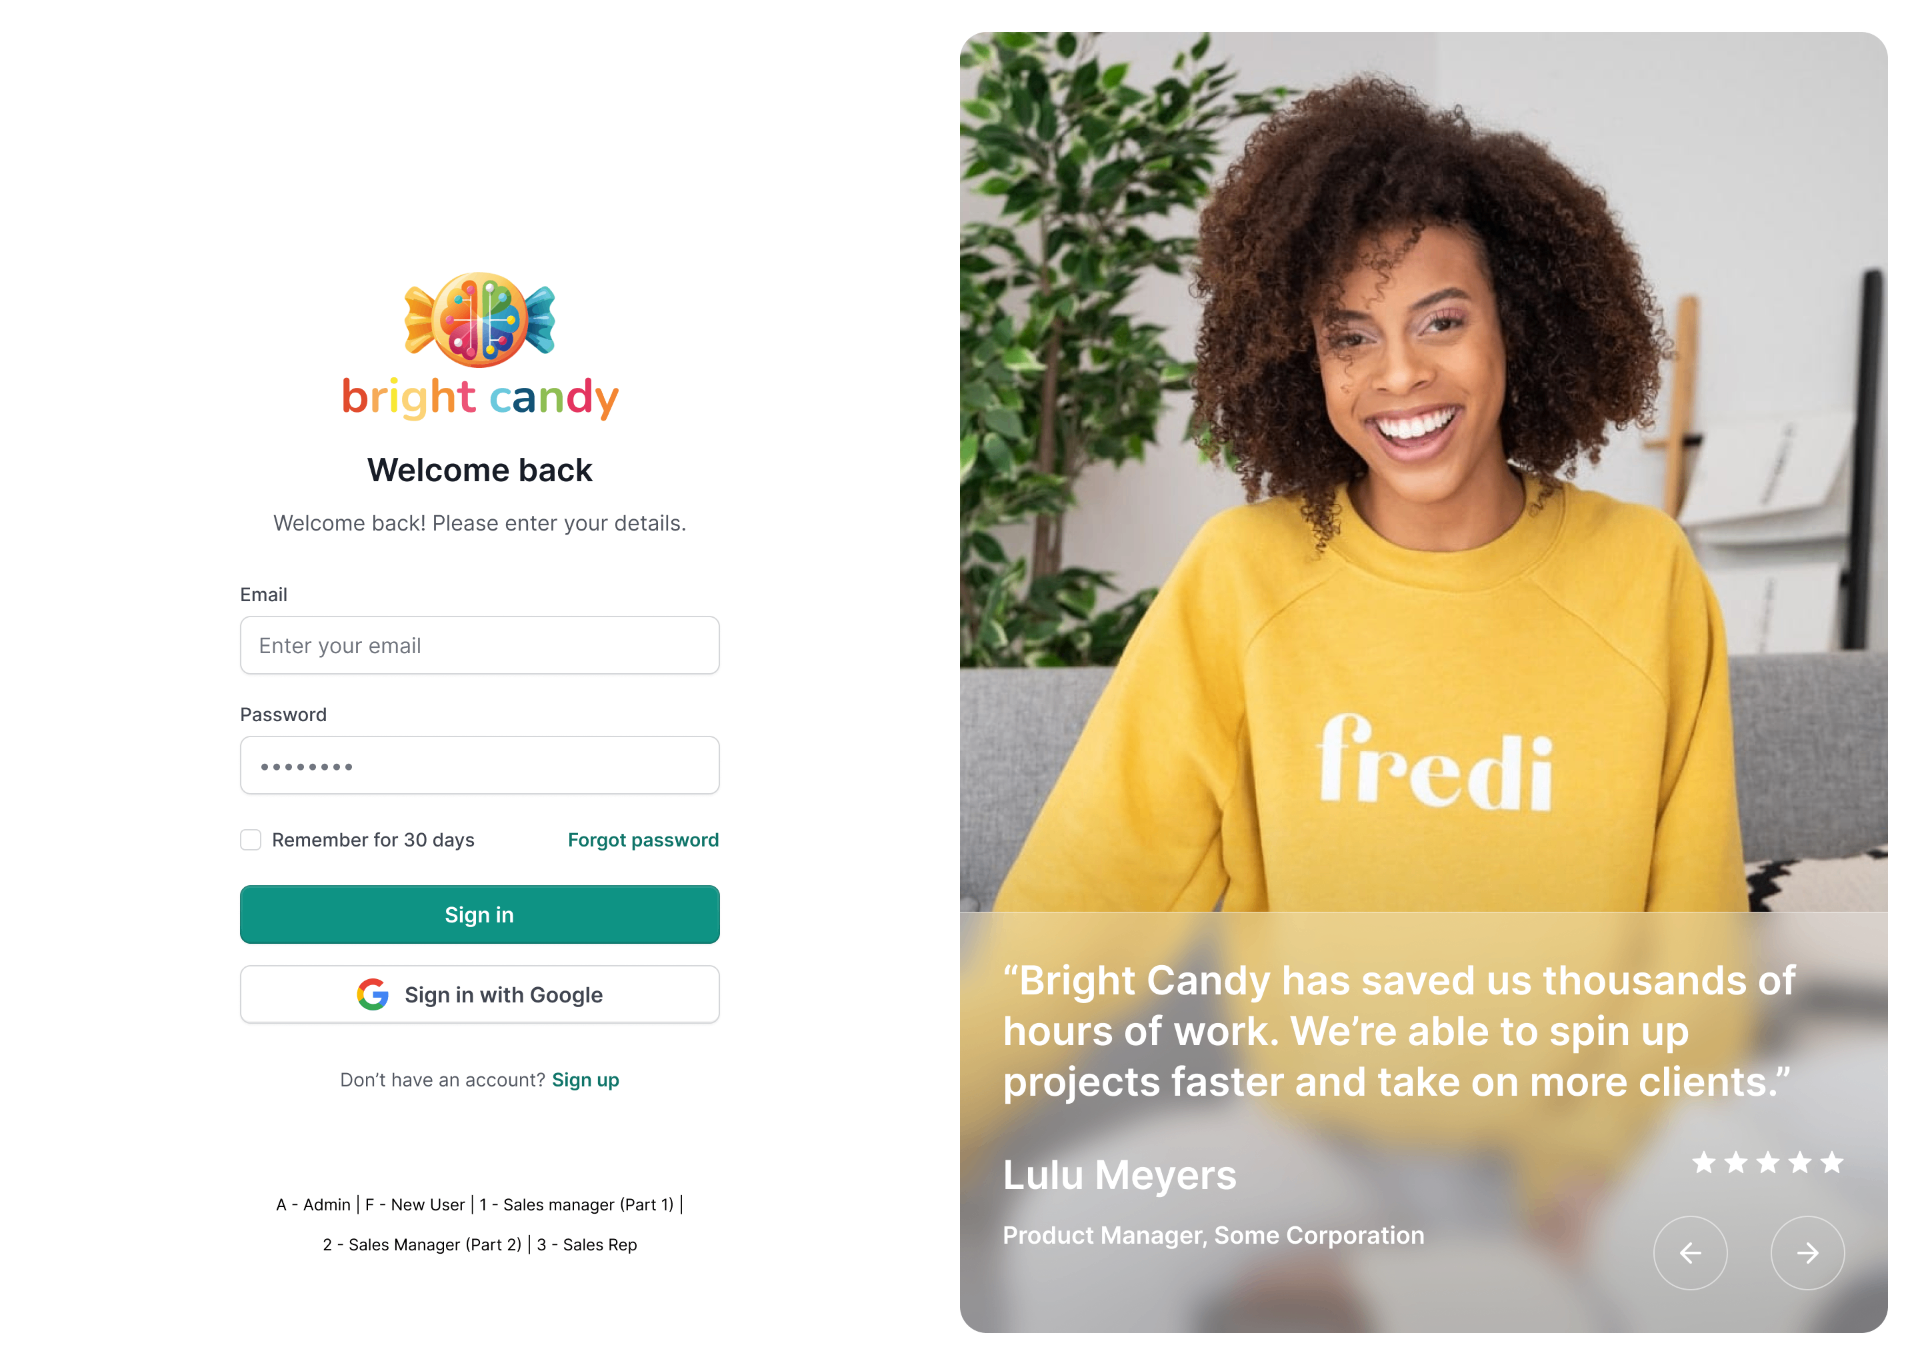 bright candy
Welcome back
Welcome back! Please enter your details.
Email
Enter your email
Password
••••••••
Remember for 30 days
Forgot password
Sign in
Sign in with Google
Don’t have an account? Sign up
A - Admin | F - New User | 1 - Sales manager (Part 1) |
2 - Sales Manager (Part 2) | 3 - Sales Rep
fredi
“Bright Candy has saved us thousands of
hours of work. We’re able to spin up
projects faster and take on more clients.”
Lulu Meyers
Product Manager, Some Corporation